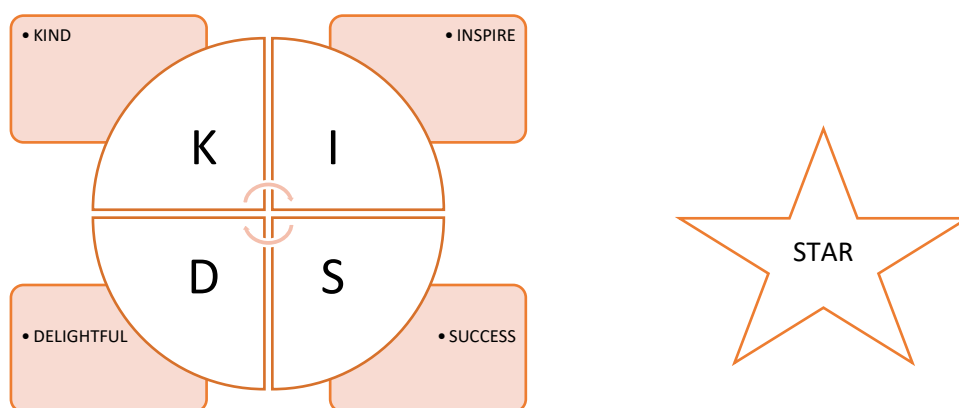 • KIND
• INSPIRE
K
I
STAR
D
S
• DELIGHTFUL
• SUCCESS